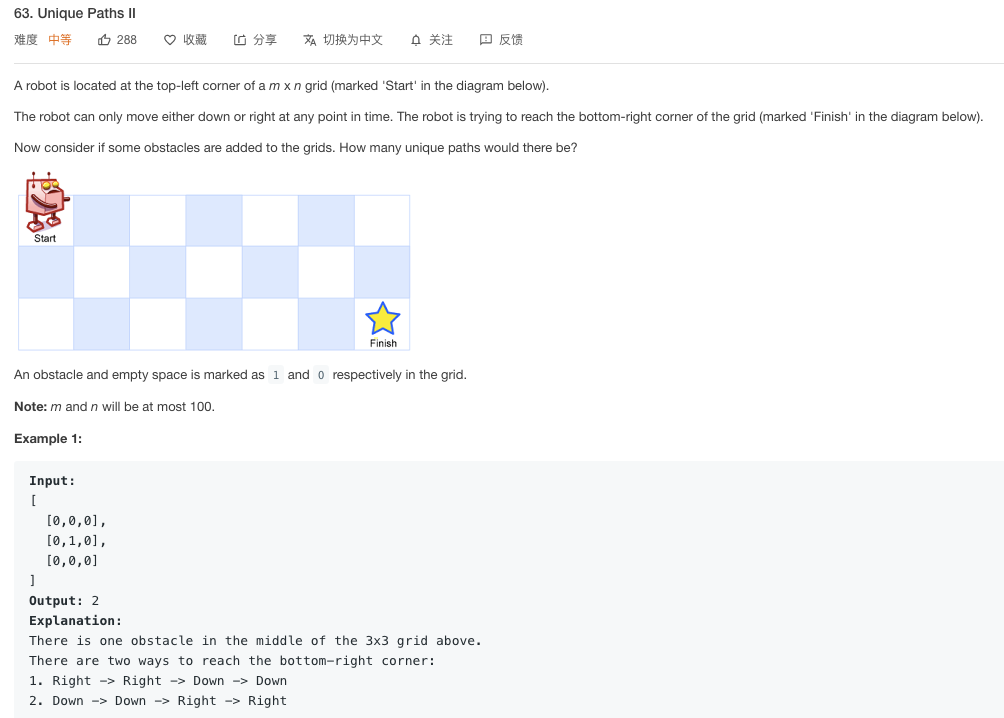 63. Unique Paths II
难度 中等 288 收藏 分享 切换为中文 关注 反馈
A robot is located at the top-left corner of a m x n grid (marked 'Start' in the diagram below).
The robot can only move either down or right at any point in time. The robot is trying to reach the bottom-right corner of the grid (marked 'Finish' in the diagram below).
Now consider if some obstacles are added to the grids. How many unique paths would there be?
Start
Finish
An obstacle and empty space is marked as 1 and 0 respectively in the grid.
Note: m and n will be at most 100.
Example 1:
Input:
[
  [0,0,0],
  [0,1,0],
  [0,0,0]
]
Output: 2
Explanation:
There is one obstacle in the middle of the 3x3 grid above.
There are two ways to reach the bottom-right corner:
1. Right -> Right -> Down -> Down
2. Down -> Down -> Right -> Right